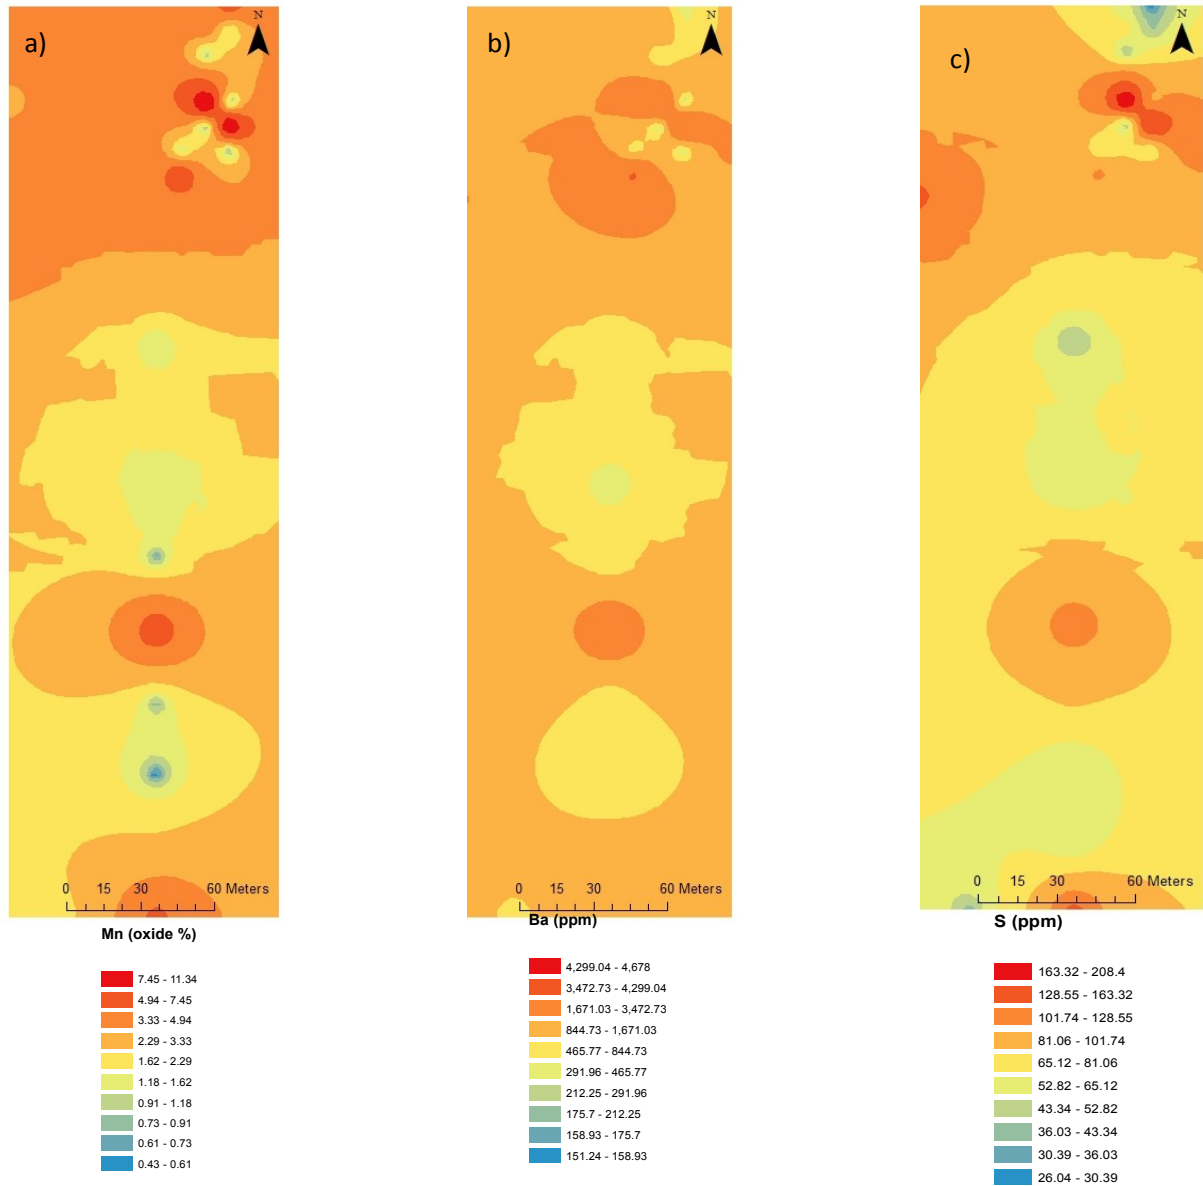 a)
N
b)
N
c)
N
0 15 30 60 Meters
0 15 30 60 Meters
0 15 30 60 Meters
Mn (oxide %)
7.45 - 11.34
4.94 - 7.45
3.33 - 4.94
2.29 - 3.33
1.62 - 2.29
1.18 - 1.62
0.91 - 1.18
0.73 - 0.91
0.61 - 0.73
0.43 - 0.61
Ba (ppm)
4,299.04 - 4,678
3,472.73 - 4,299.04
1,671.03 - 3,472.73
844.73 - 1,671.03
465.77 - 844.73
291.96 - 465.77
212.25 - 291.96
175.7 - 212.25
158.93 - 175.7
151.24 - 158.93
S (ppm)
163.32 - 208.4
128.55 - 163.32
101.74 - 128.55
81.06 - 101.74
65.12 - 81.06
52.82 - 65.12
43.34 - 52.82
36.03 - 43.34
30.39 - 36.03
26.04 - 30.39